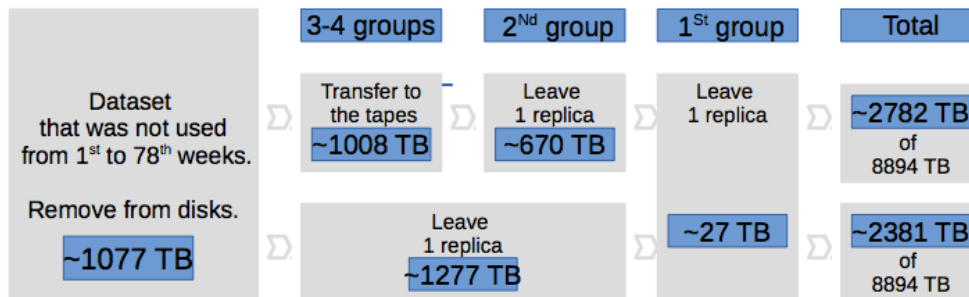 3-4 groups
2Nd group
1St group
Total
Dataset
that was not used
from 1st to 78th weeks.
Remove from disks.
~1077 TB
Transfer to
the tapes
~1008 TB
Leave
1 replica
~670 TB
Leave
1 replica
~27 TB
~2782 TB
of
8894 TB
Leave
1 replica
~1277 TB
~2381 TB
of
8894 TB